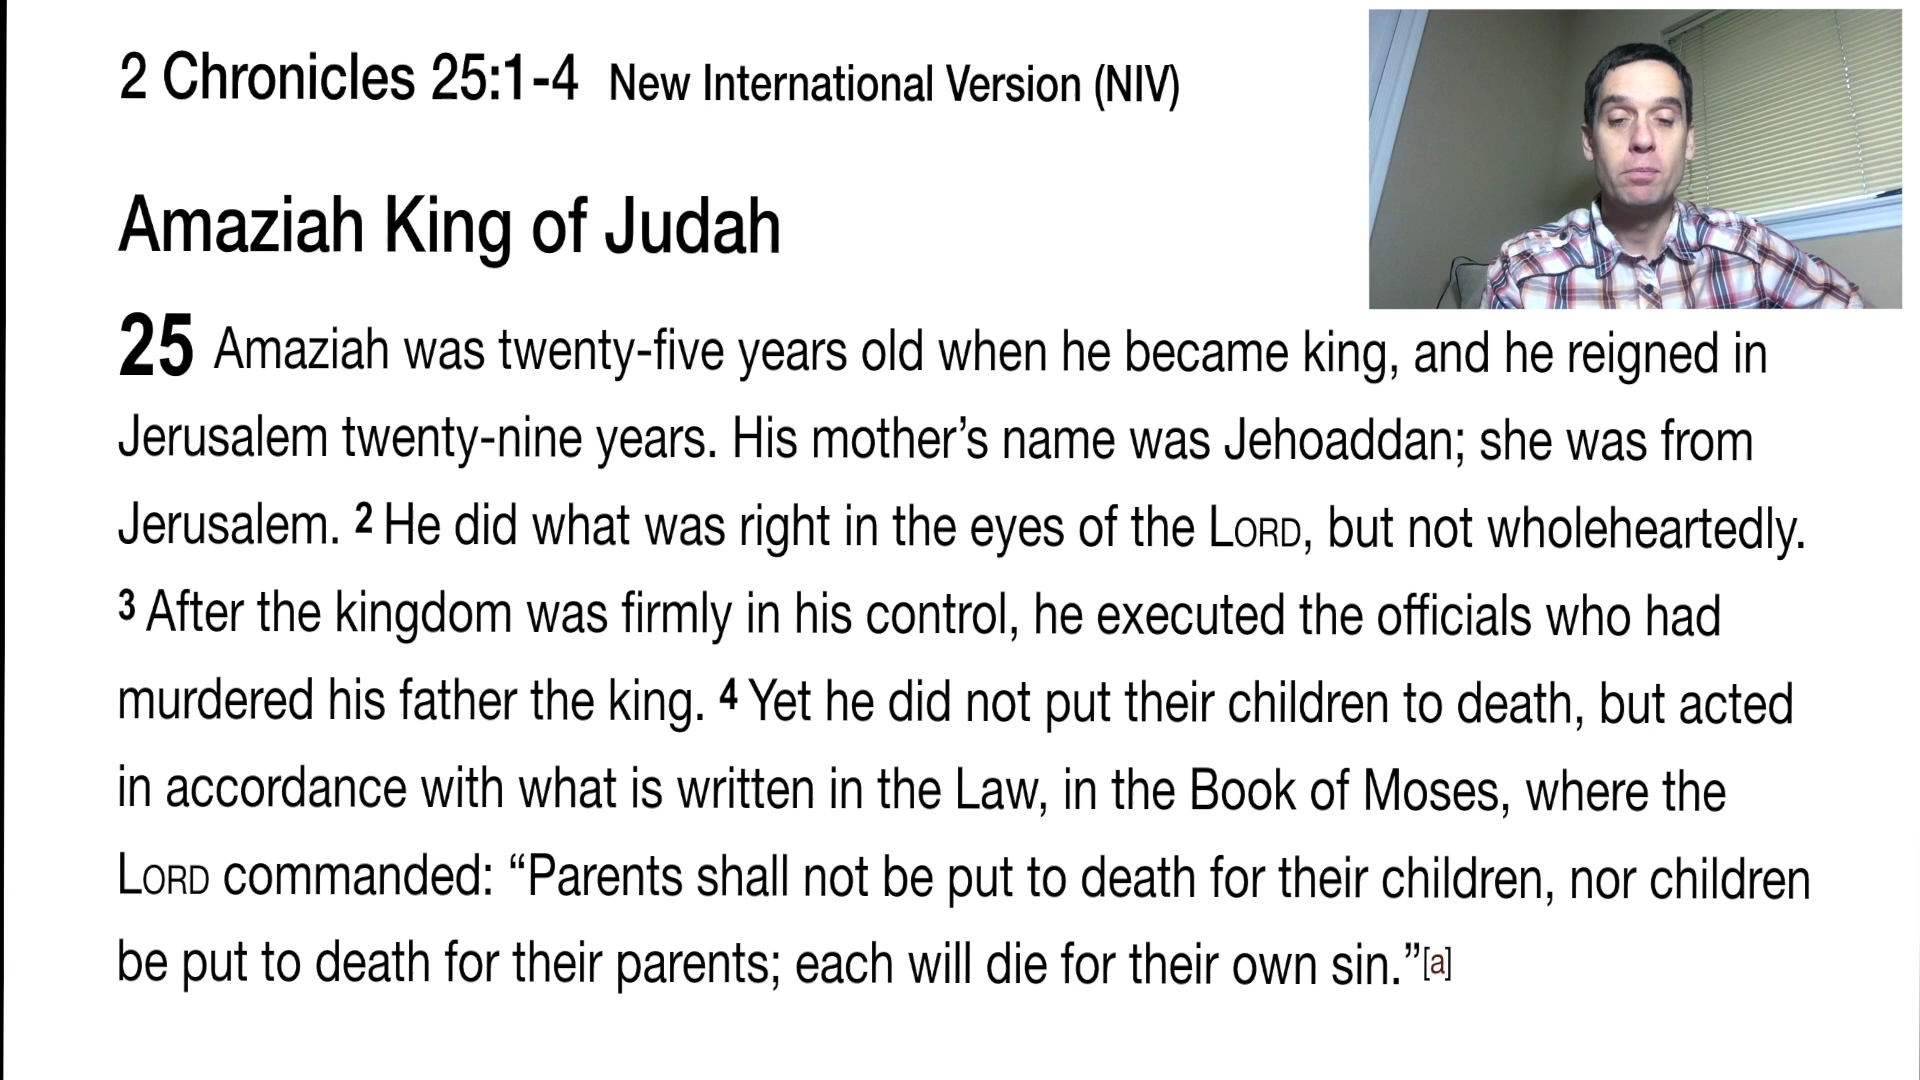 2 Chronicles 25:1-4 New International Version (NIV)
Amaziah King of Judah
25 Amaziah was twenty-five years old when he became king, and he reigned in
Jerusalem twenty-nine years. His mother’s name was Jehoaddan; she was from
Jerusalem. 2 He did what was right in the eyes of the LORD, but not wholeheartedly.
3 After the kingdom was firmly in his control, he executed the officials who had
murdered his father the king. 4 Yet he did not put their children to death, but acted
in accordance with what is written in the Law, in the Book of Moses, where the
LORD commanded: “Parents shall not be put to death for their children, nor children
be put to death for their parents; each will die for their own sin.”[a]